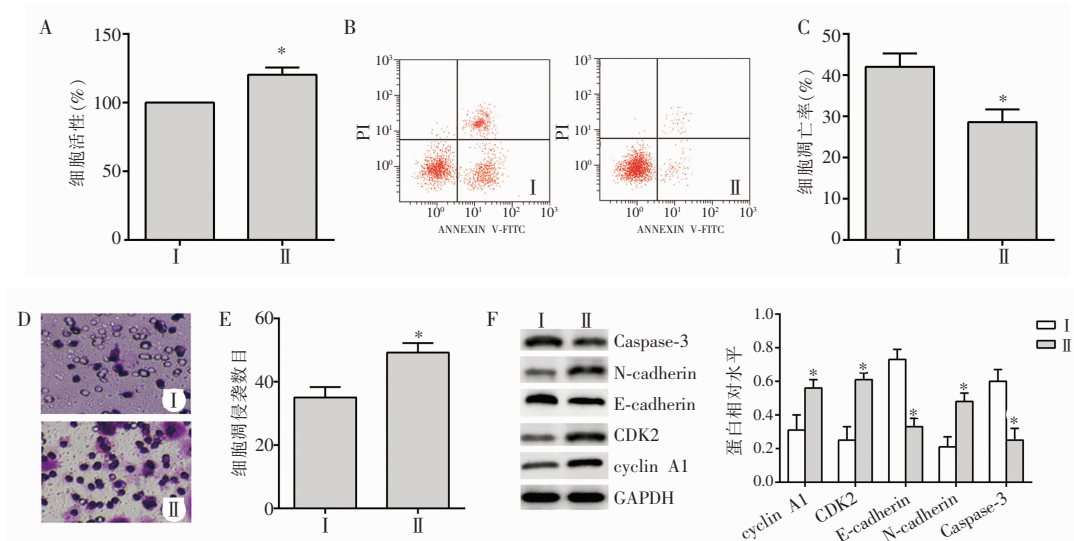 A
细胞活性(%)
150
100
50
0
Ⅰ
Ⅱ
*
B
PI
10³
10²
10¹
10⁰
10⁰ 10¹ 10² 10³
ANNEXIN V-FITC
Ⅰ
PI
10³
10²
10¹
10⁰
10⁰ 10¹ 10² 10³
ANNEXIN V-FITC
Ⅱ
C
细胞凋亡率(%)
50
40
30
20
10
0
Ⅰ
Ⅱ
*
D
Ⅰ
Ⅱ
E
细胞凋侵袭数目
60
40
20
0
Ⅰ
Ⅱ
*
F
Ⅰ Ⅱ
Caspase-3
N-cadherin
E-cadherin
CDK2
cyclin A1
GAPDH
蛋白相对水平
0.8
0.6
0.4
0.2
0.0
* * * * *
cyclin A1
CDK2
E-cadherin
N-cadherin
Caspase-3
Ⅰ
Ⅱ